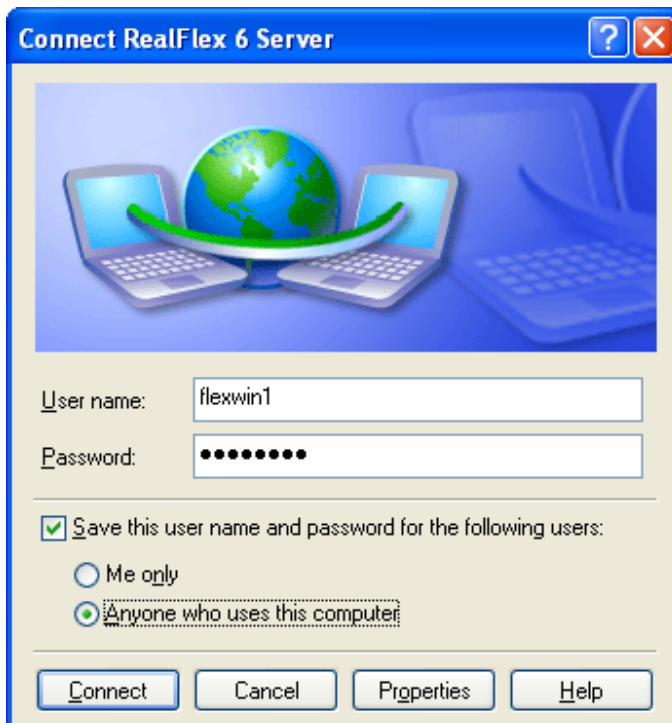 Connect RealFlex 6 Server
User name: flexwin1
Password: ●●●●●●●●
Save this user name and password for the following users:
Me only
Anyone who uses this computer
Connect Cancel Properties Help